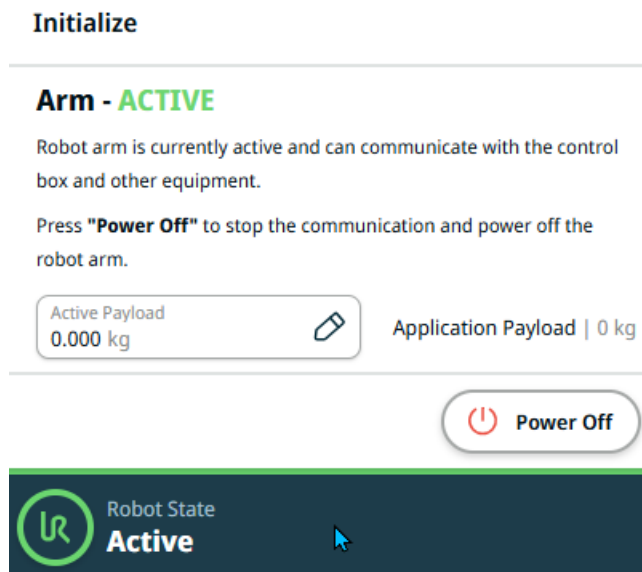 Initialize
Arm - ACTIVE
Robot arm is currently active and can communicate with the control
box and other equipment.
Press "Power Off" to stop the communication and power off the
robot arm.
Active Payload
0.000 kg
Application Payload | 0 kg
Power Off
Robot State
Active